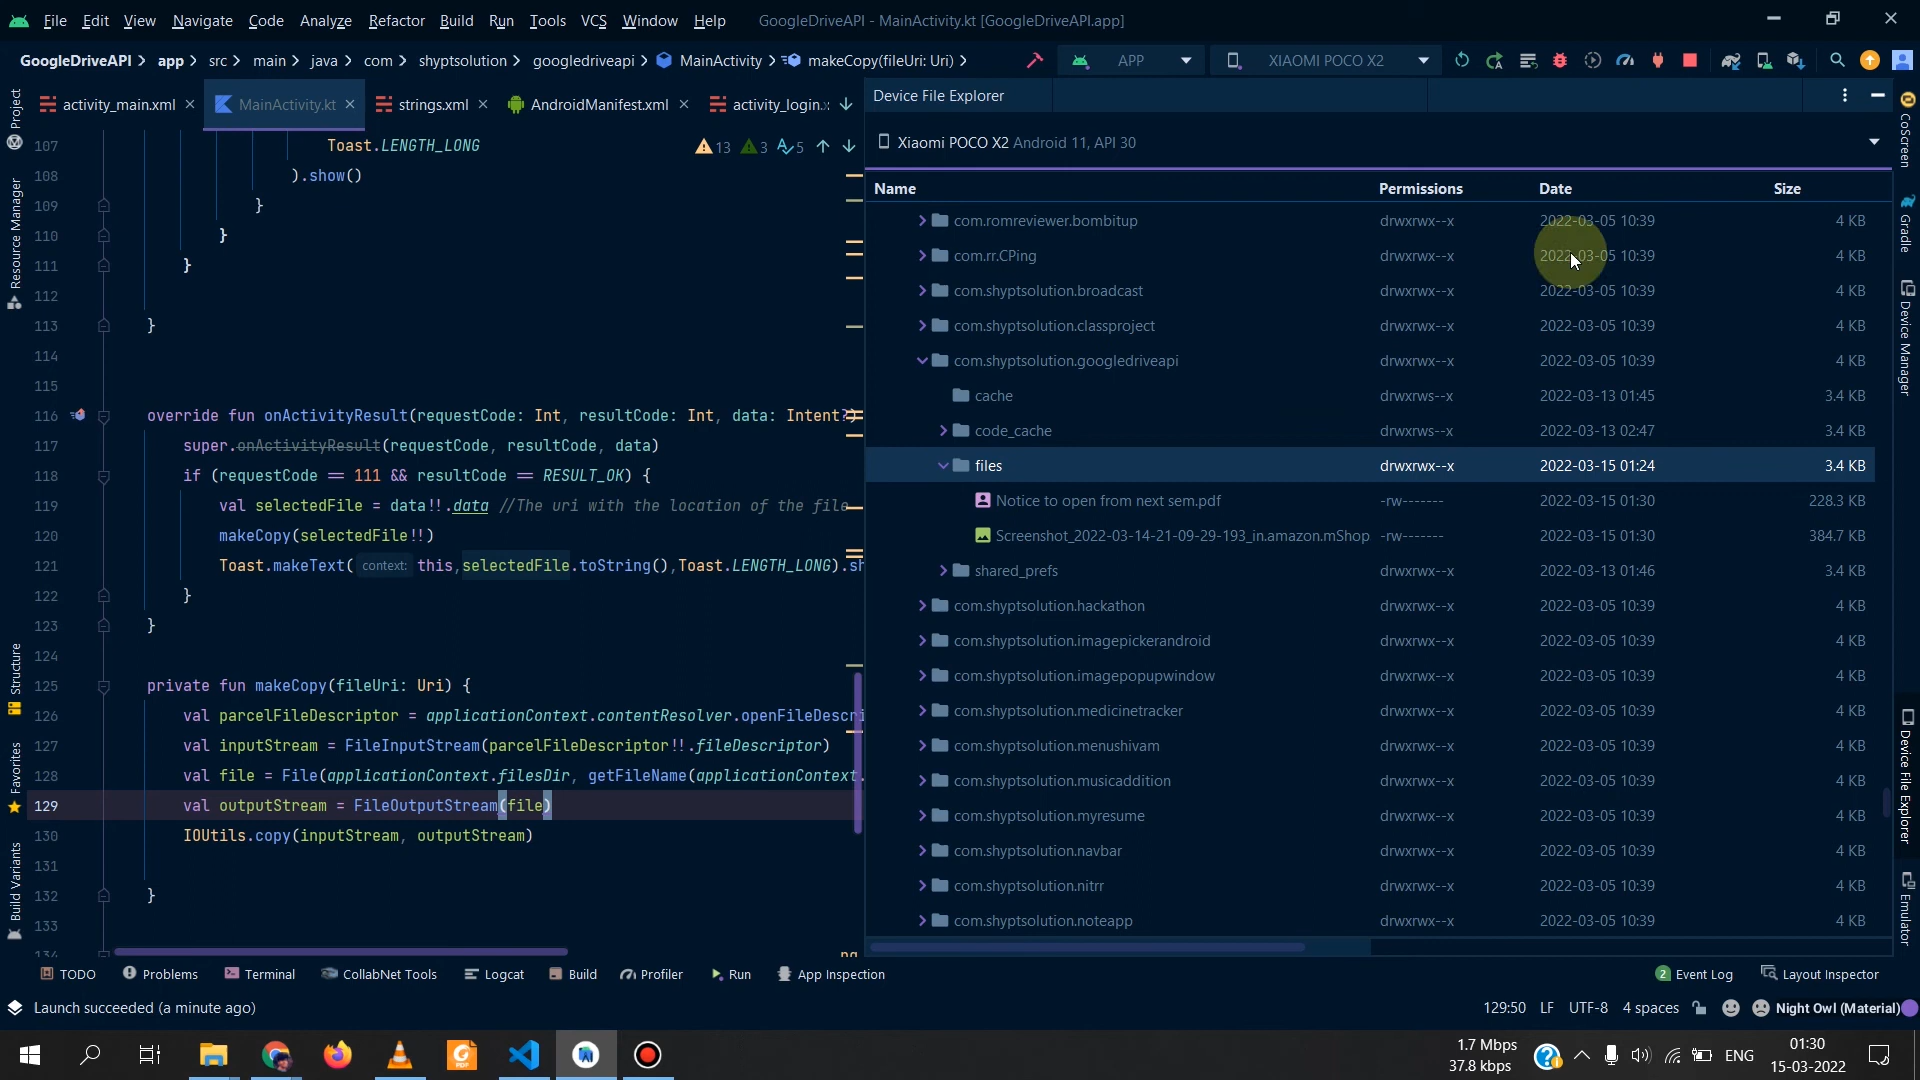 File Edit View Navigate Code Analyze Refactor Build Run Tools VCS Window Help GoogleDriveAPI - MainActivity.kt [GoogleDriveAPI.app]
GoogleDriveAPI app src main java com shyptsolution googledriveapi MainActivity makeCopy(fileUri: Uri) APP XIAOMI POCO X2
activity_main.xml MainActivity.kt strings.xml AndroidManifest.xml activity_login.
Device File Explorer
Xiaomi POCO X2 Android 11, API 30
Name Permissions Date Size
com.romreviewer.bombitup drwxrwx--x 2022-03-05 10:39 4 KB
com.rr.CPing drwxrwx--x 2022-03-05 10:39 4 KB
com.shyptsolution.broadcast drwxrwx--x 2022-03-05 10:39 4 KB
com.shyptsolution.classproject drwxrwx--x 2022-03-05 10:39 4 KB
com.shyptsolution.googledriveapi drwxrwx--x 2022-03-05 10:39 4 KB
cache drwxrws--x 2022-03-13 01:45 3.4 KB
code_cache drwxrws--x 2022-03-13 02:47 3.4 KB
files drwxrwx--x 2022-03-15 01:24 3.4 KB
Notice to open from next sem.pdf -rw------- 2022-03-15 01:30 228.3 KB
Screenshot_2022-03-14-21-09-29-193_in.amazon.mShop -rw------- 2022-03-15 01:30 384.7 KB
shared_prefs drwxrwx--x 2022-03-13 01:46 3.4 KB
com.shyptsolution.hackathon drwxrwx--x 2022-03-05 10:39 4 KB
com.shyptsolution.imagepickerandroid drwxrwx--x 2022-03-05 10:39 4 KB
com.shyptsolution.imagepopupwindow drwxrwx--x 2022-03-05 10:39 4 KB
com.shyptsolution.medicinetracker drwxrwx--x 2022-03-05 10:39 4 KB
com.shyptsolution.menushivam drwxrwx--x 2022-03-05 10:39 4 KB
com.shyptsolution.musicaddition drwxrwx--x 2022-03-05 10:39 4 KB
com.shyptsolution.myresume drwxrwx--x 2022-03-05 10:39 4 KB
com.shyptsolution.navbar drwxrwx--x 2022-03-05 10:39 4 KB
com.shyptsolution.nitrr drwxrwx--x 2022-03-05 10:39 4 KB
com.shyptsolution.noteapp drwxrwx--x 2022-03-05 10:39 4 KB
13 3 5
107 Toast.LENGTH_LONG
108 ).show()
109 }
110 }
111 }
112
113 }
114
115
116 override fun onActivityResult(requestCode: Int, resultCode: Int, data: Intent?)
117 super.onActivityResult(requestCode, resultCode, data)
118 if (requestCode == 111 && resultCode == RESULT_OK) {
119 val selectedFile = data!!.data //The uri with the location of the file
120 makeCopy(selectedFile!!)
121 Toast.makeText( context: this,selectedFile.toString(),Toast.LENGTH_LONG).sh
122 }
123 }
124
125 private fun makeCopy(fileUri: Uri) {
126 val parcelFileDescriptor = applicationContext.contentResolver.openFileDescri
127 val inputStream = FileInputStream(parcelFileDescriptor!!.fileDescriptor)
128 val file = File(applicationContext.filesDir, getFileName(applicationContext.
129 val outputStream = FileOutputStream(file)
130 IOUtils.copy(inputStream, outputStream)
131
132 }
133
Project
Resource Manager
Structure
Favorites
Build Variants
CoScreen
Gradle
Device Manager
Device File Explorer
Emulator
TODO Problems Terminal CollabNet Tools Logcat Build Profiler Run App Inspection 2 Event Log Layout Inspector
Launch succeeded (a minute ago) 129:50 LF UTF-8 4 spaces Night Owl (Material)
1.7 Mbps
37.8 kbps
ENG
01:30
15-03-2022